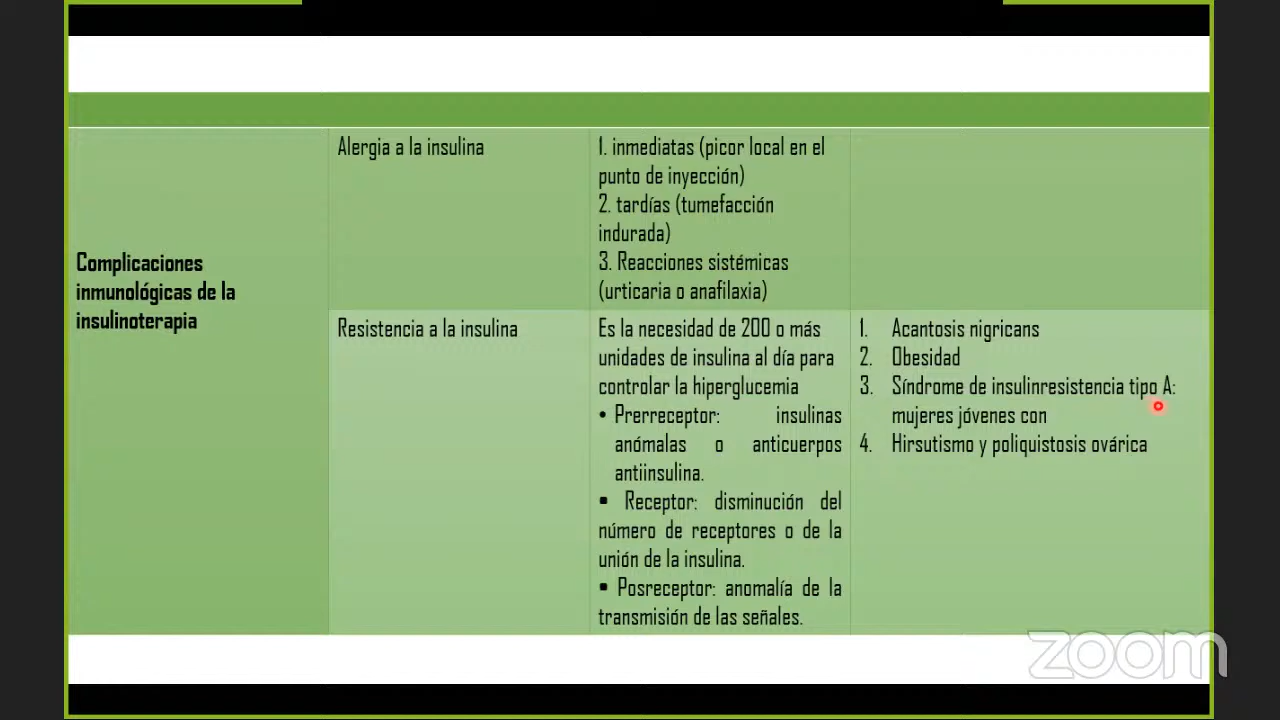 Complicaciones
inmunológicas de la
insulinoterapia
Alergia a la insulina
1. inmediatas (picor local en el
punto de inyección)
2. tardías (tumefacción
indurada)
3. Reacciones sistémicas
(urticaria o anafilaxia)
Resistencia a la insulina
Es la necesidad de 200 o más
unidades de insulina al día para
controlar la hiperglucemia
• Prerreceptor: insulinas
anómalas o anticuerpos
antiinsulina.
▪ Receptor: disminución del
número de receptores o de la
unión de la insulina.
▪ Posreceptor: anomalía de la
transmisión de las señales.
1. Acantosis nigricans
2. Obesidad
3. Síndrome de insulinresistencia tipo A:
mujeres jóvenes con
4. Hirsutismo y poliquistosis ovárica
zoom